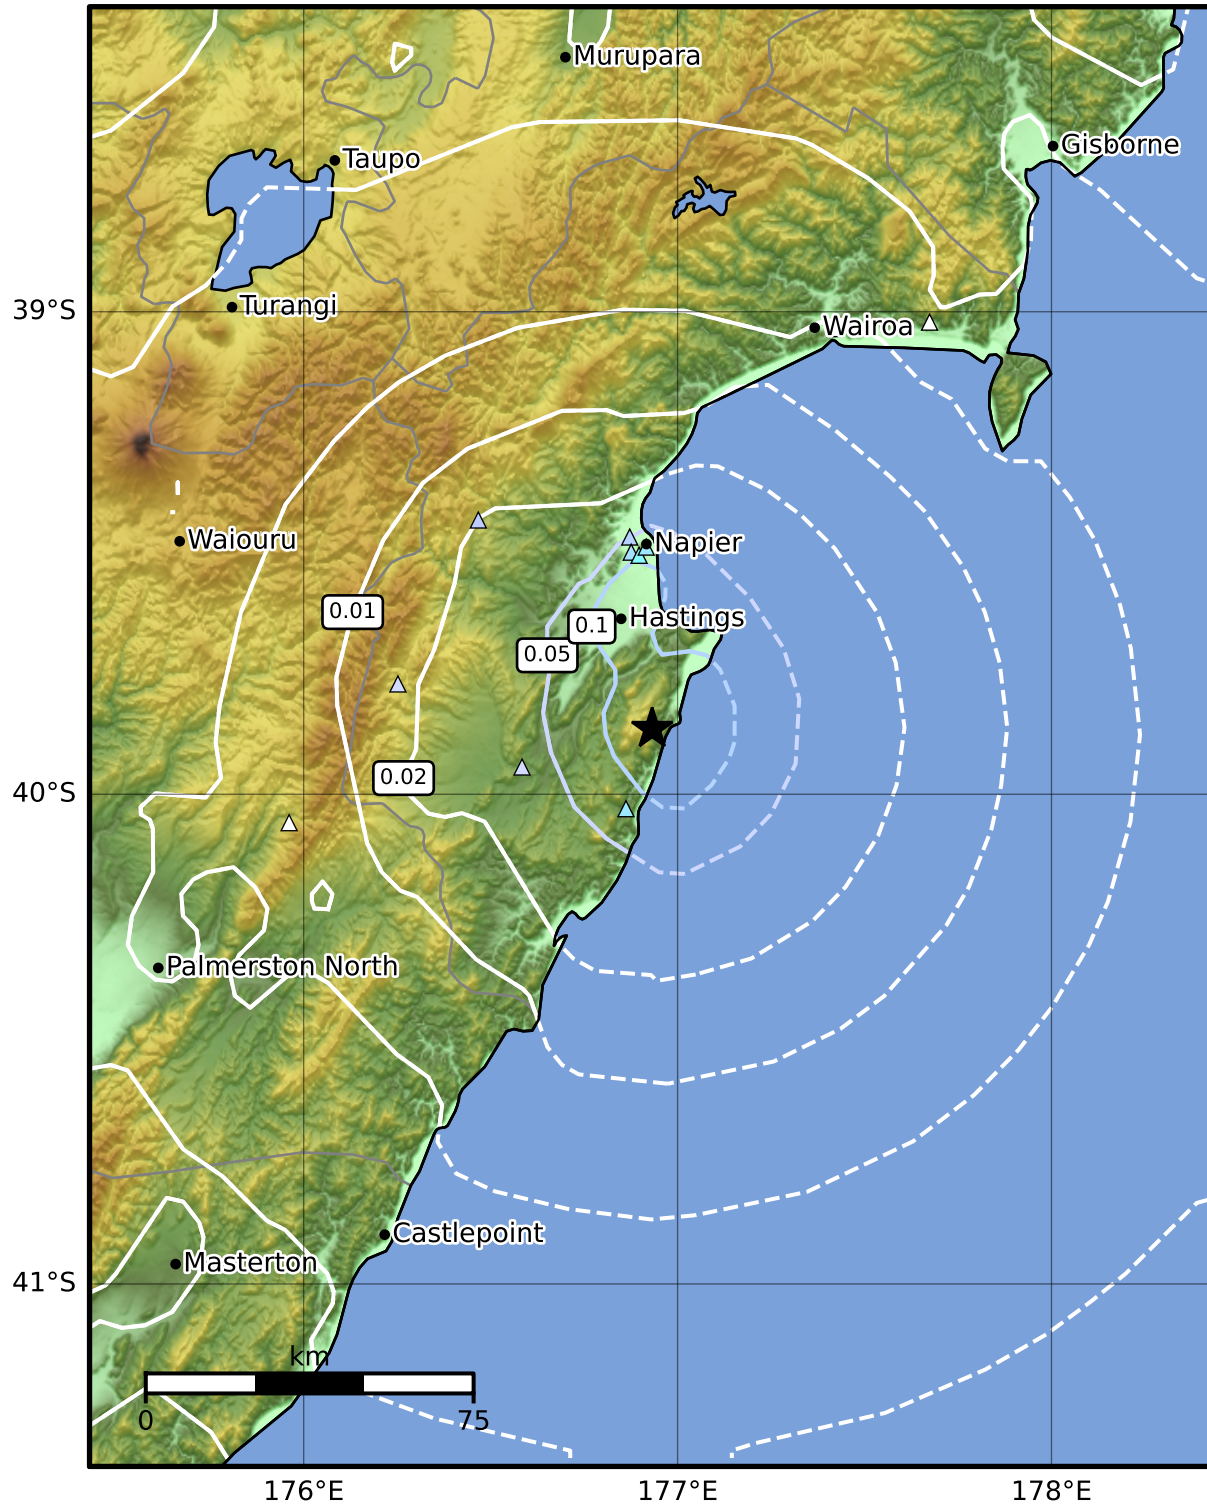 Murupara
Gisborne
Taupo
39°S
Turangi
Wairoa
Waiouru
Napier
0.01
Hastings
0.1
0.05
0.02
40°S
Palmerston North
Castlepoint
Masterton
41°S
km
0
75
176°E
177°E
178°E